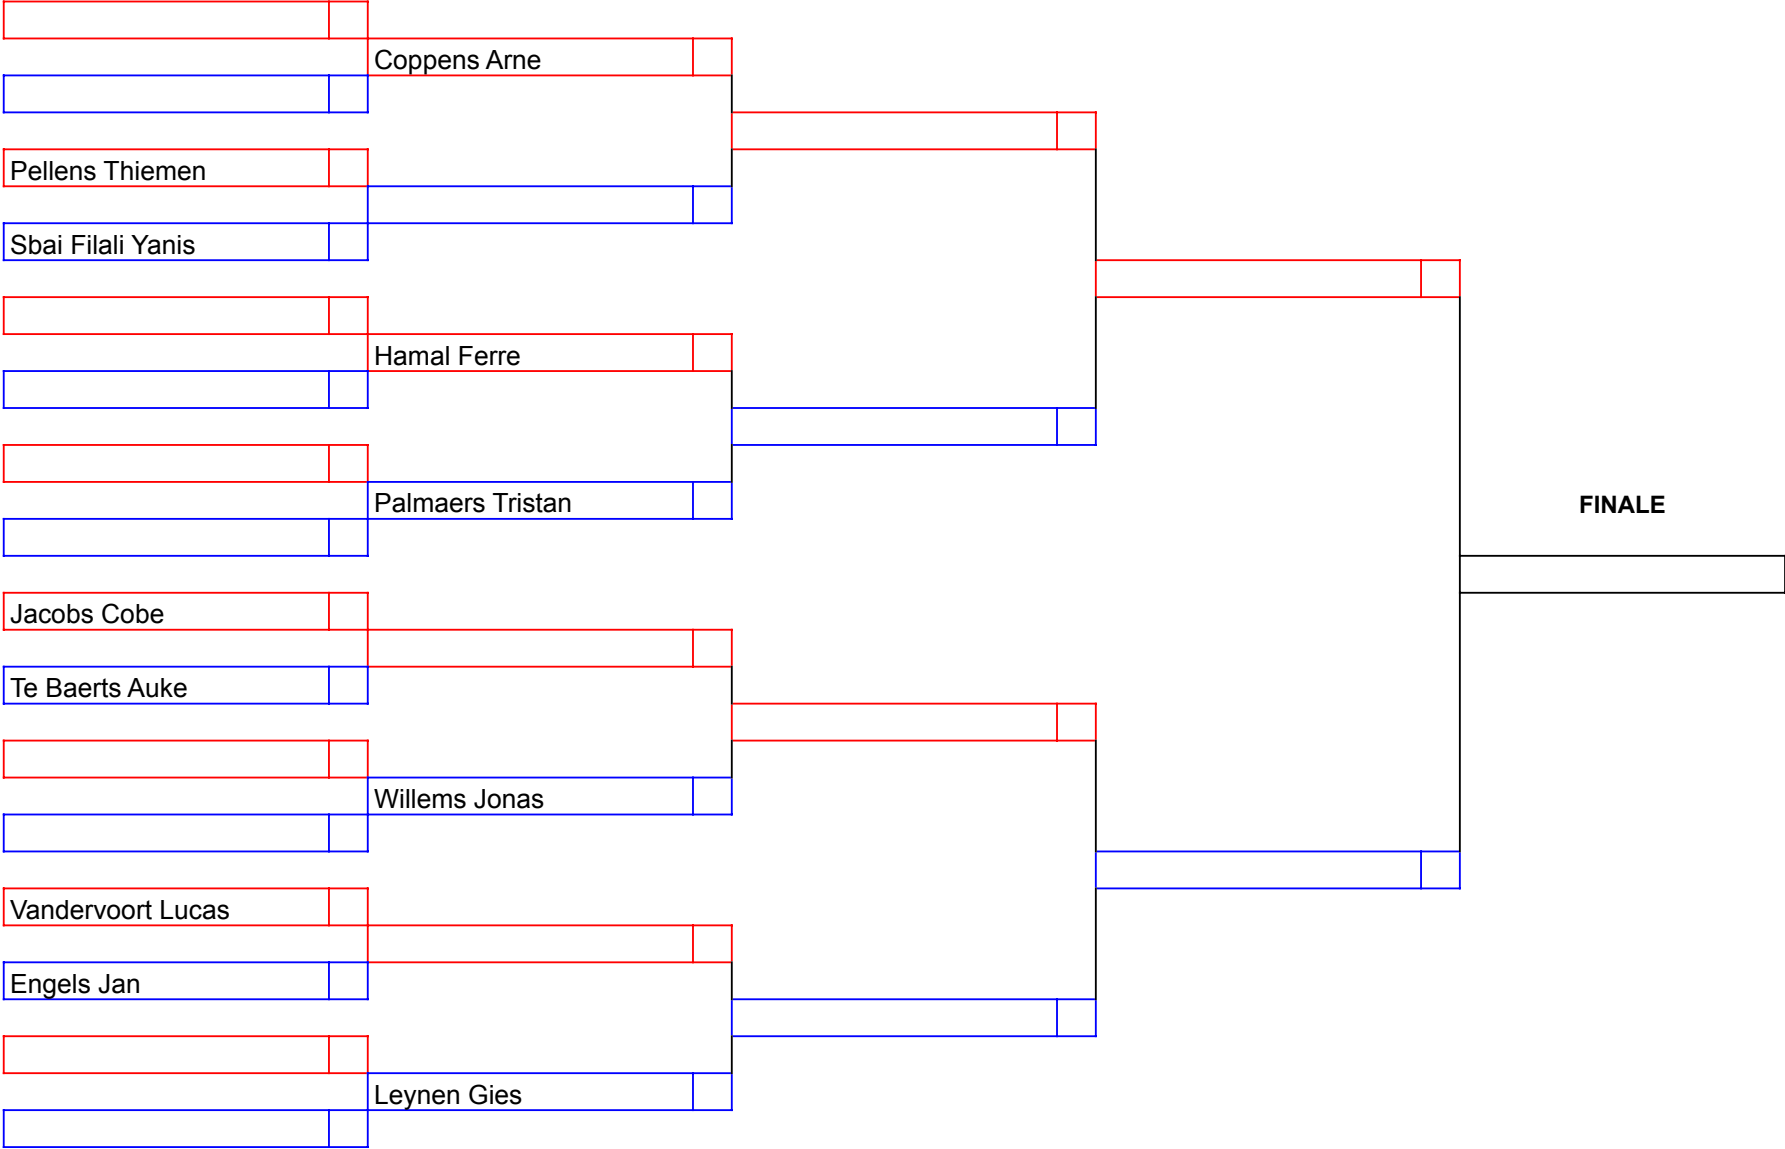 Coppens Arne
Pellens Thiemen
Sbai Filali Yanis
Hamal Ferre
Palmaers Tristan
FINALE
Jacobs Cobe
Te Baerts Auke
Willems Jonas
Vandervoort Lucas
Engels Jan
Leynen Gies